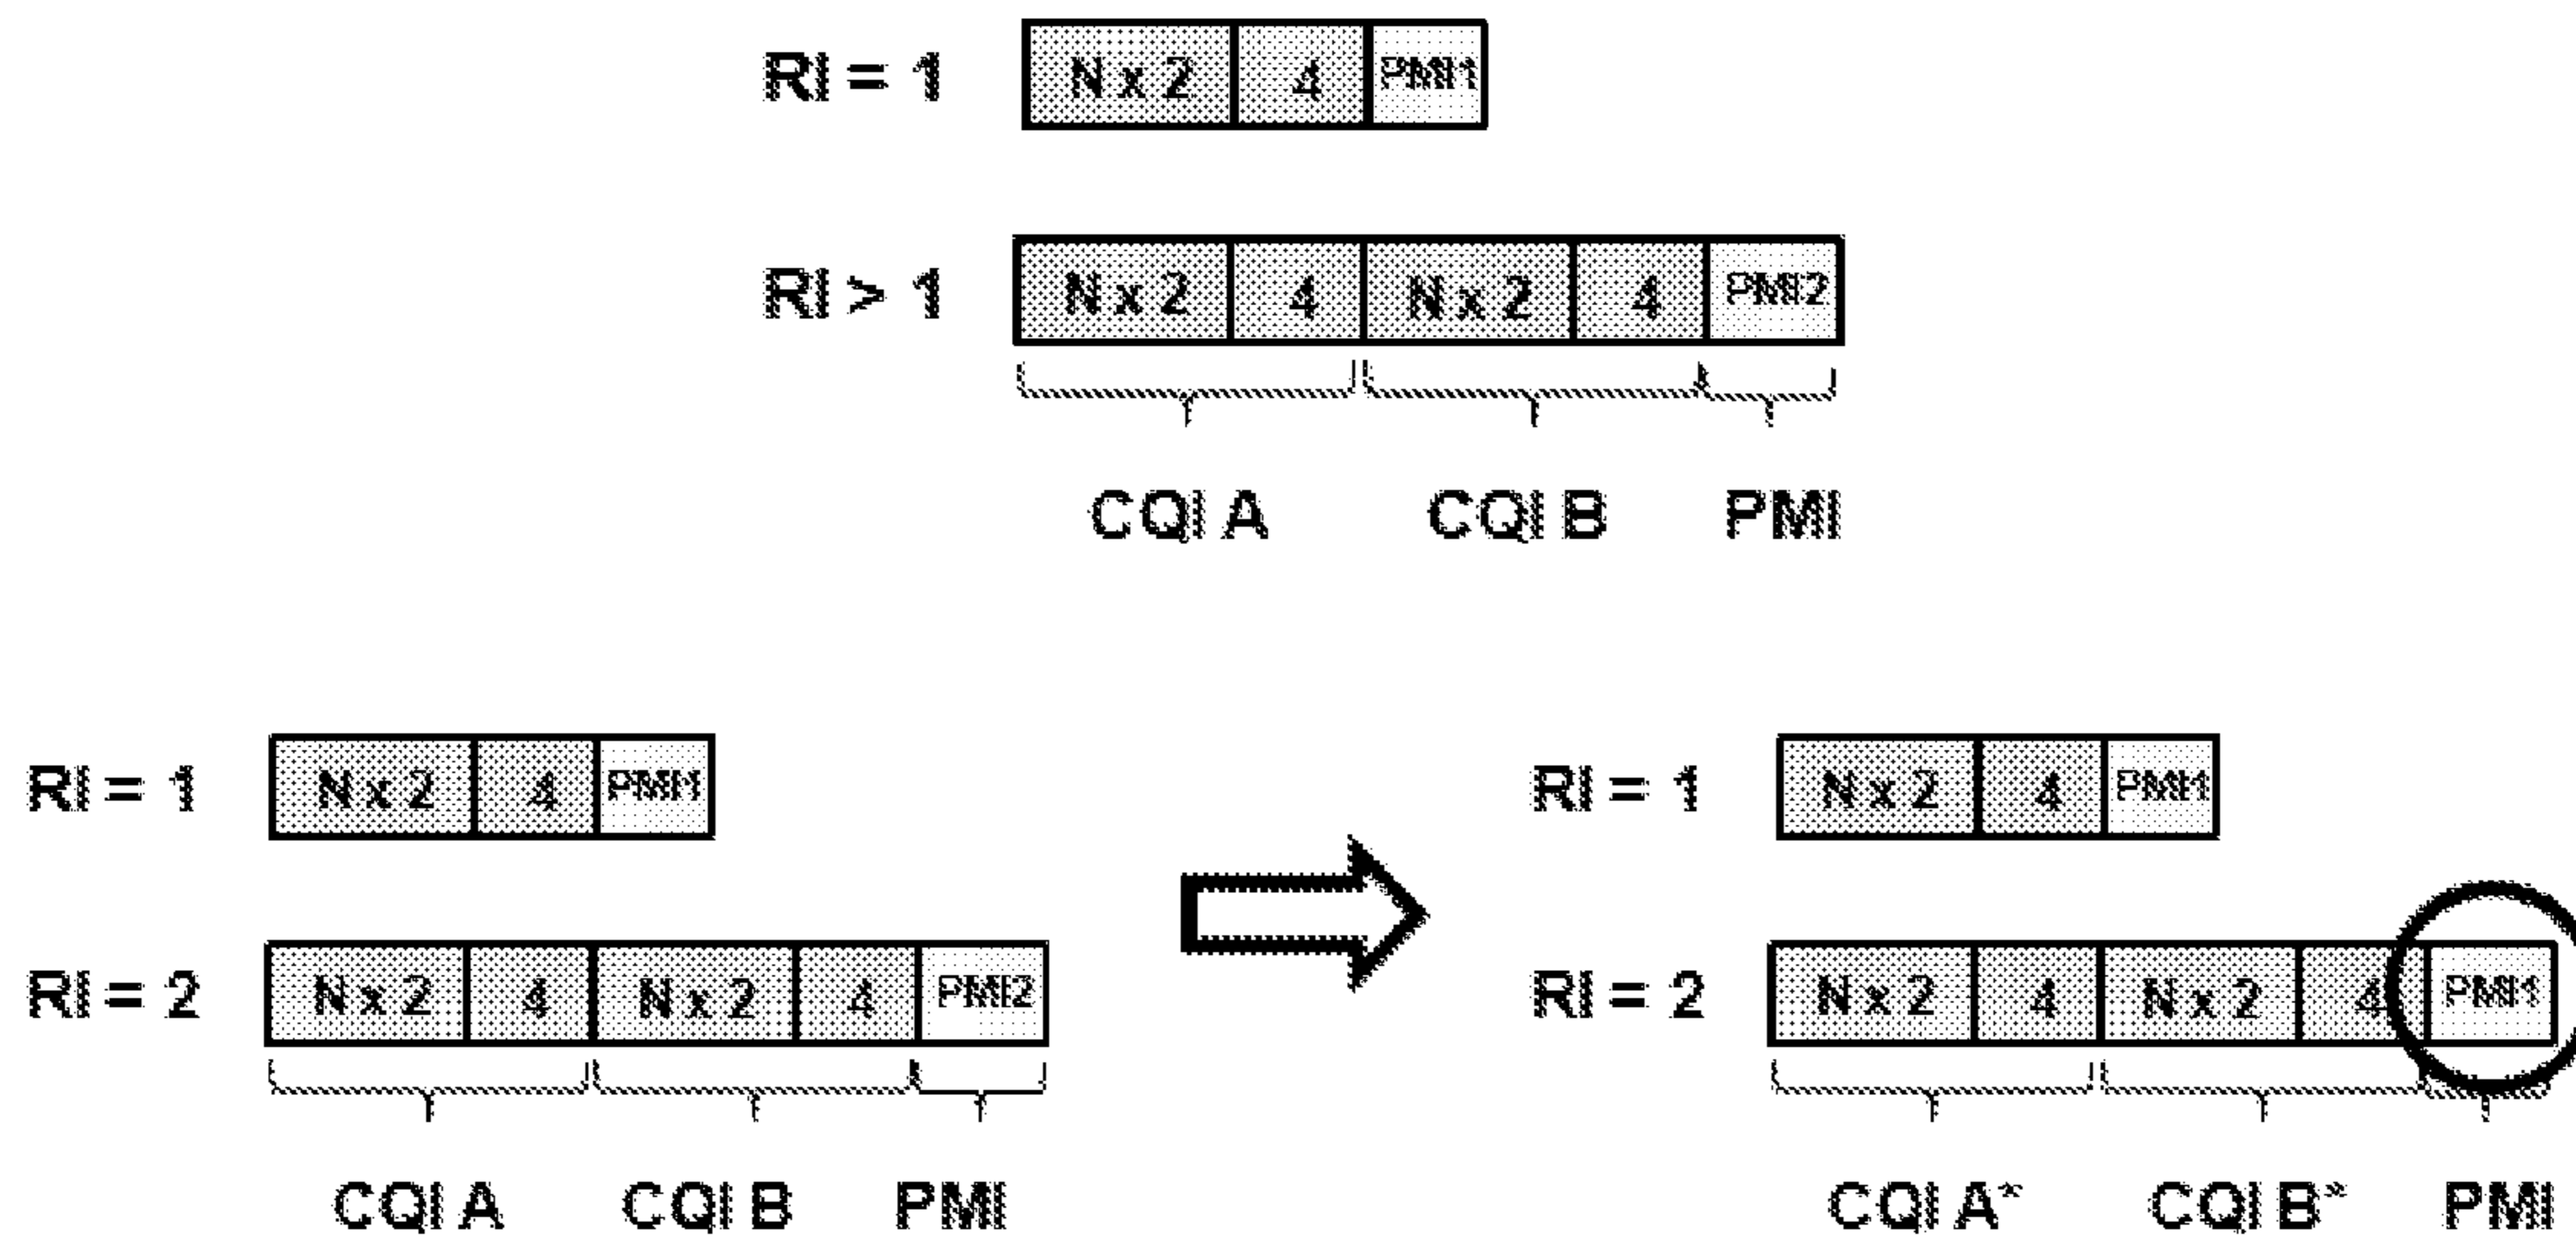 RI = 1 N x 2 4 PMI1
RI > 1 N x 2 4 N x 2 4 PMI2
CQI A CQI B PMI
RI = 1 N x 2 4 PMI1
RI = 1 N x 2 4 PMI1
RI = 2 N x 2 4 N x 2 4 PMI2
RI = 2 N x 2 4 N x 2 4 PMI1
CQI A CQI B PMI
CQI A* CQI B* PMI